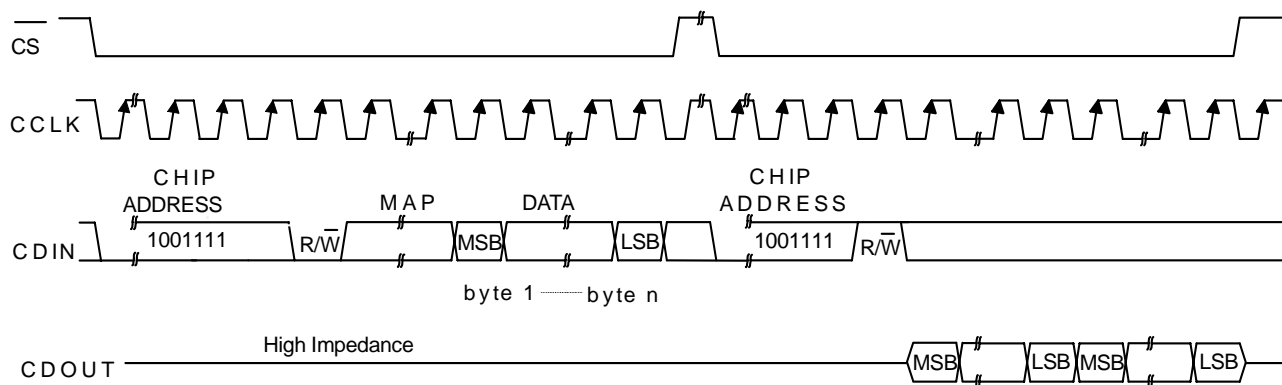 CS
CCLK
CHIP
ADDRESS
MAP
DATA
CHIP
ADDRESS
CDIN
1001111
R/W
MSB
LSB
1001111
R/W
byte 1
byte n
High Impedance
CDOUT
MSB
LSB
MSB
LSB